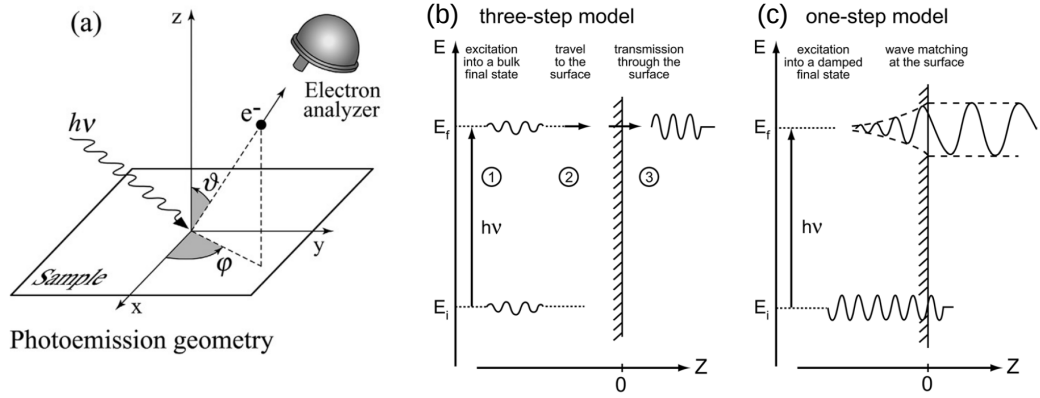 (a)
z
hν
e-
Electron
analyzer
ϑ
φ
y
x
Sample
Photoemission geometry
(b)
three-step model
E
excitation
into a bulk
final state
travel
to the
surface
transmission
through the
surface
Ef
1
2
3
hν
Ei
0
Z
(c)
one-step model
E
excitation
into a damped
final state
wave matching
at the surface
Ef
hν
Ei
0
Z